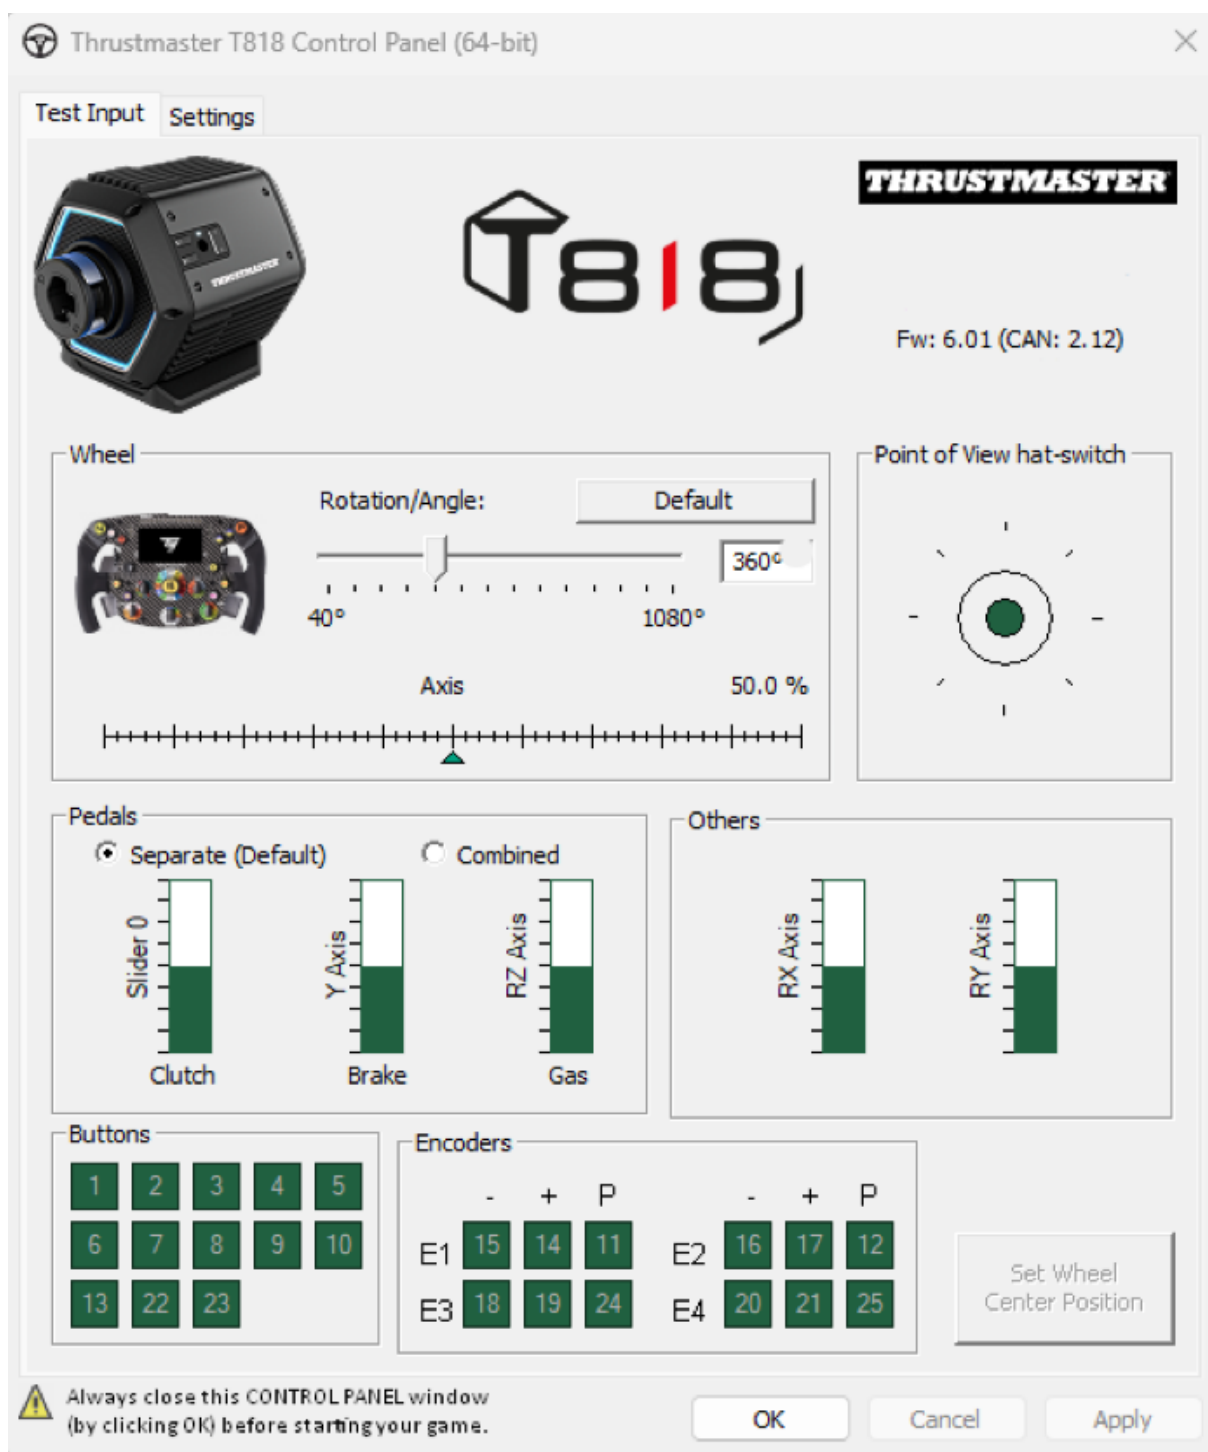 Thrustmaster T818 Control Panel (64-bit)
Test Input Settings
THRUSTMASTER
THRUSTMASTER
T818
Fw: 6.01 (CAN: 2.12)
Wheel
Rotation/Angle: Default
360°
40° 1080°
Axis 50.0 %
Point of View hat-switch
Pedals
Separate (Default) Combined
Slider 0 Y Axis RZ Axis
Clutch Brake Gas
Others
RX Axis RY Axis
Buttons
1 2 3 4 5
6 7 8 9 10
13 22 23
Encoders
- + P - + P
E1 15 14 11 E2 16 17 12
E3 18 19 24 E4 20 21 25
Set Wheel
Center Position
Always close this CONTROL PANEL window
(by clicking OK) before starting your game.
OK Cancel Apply